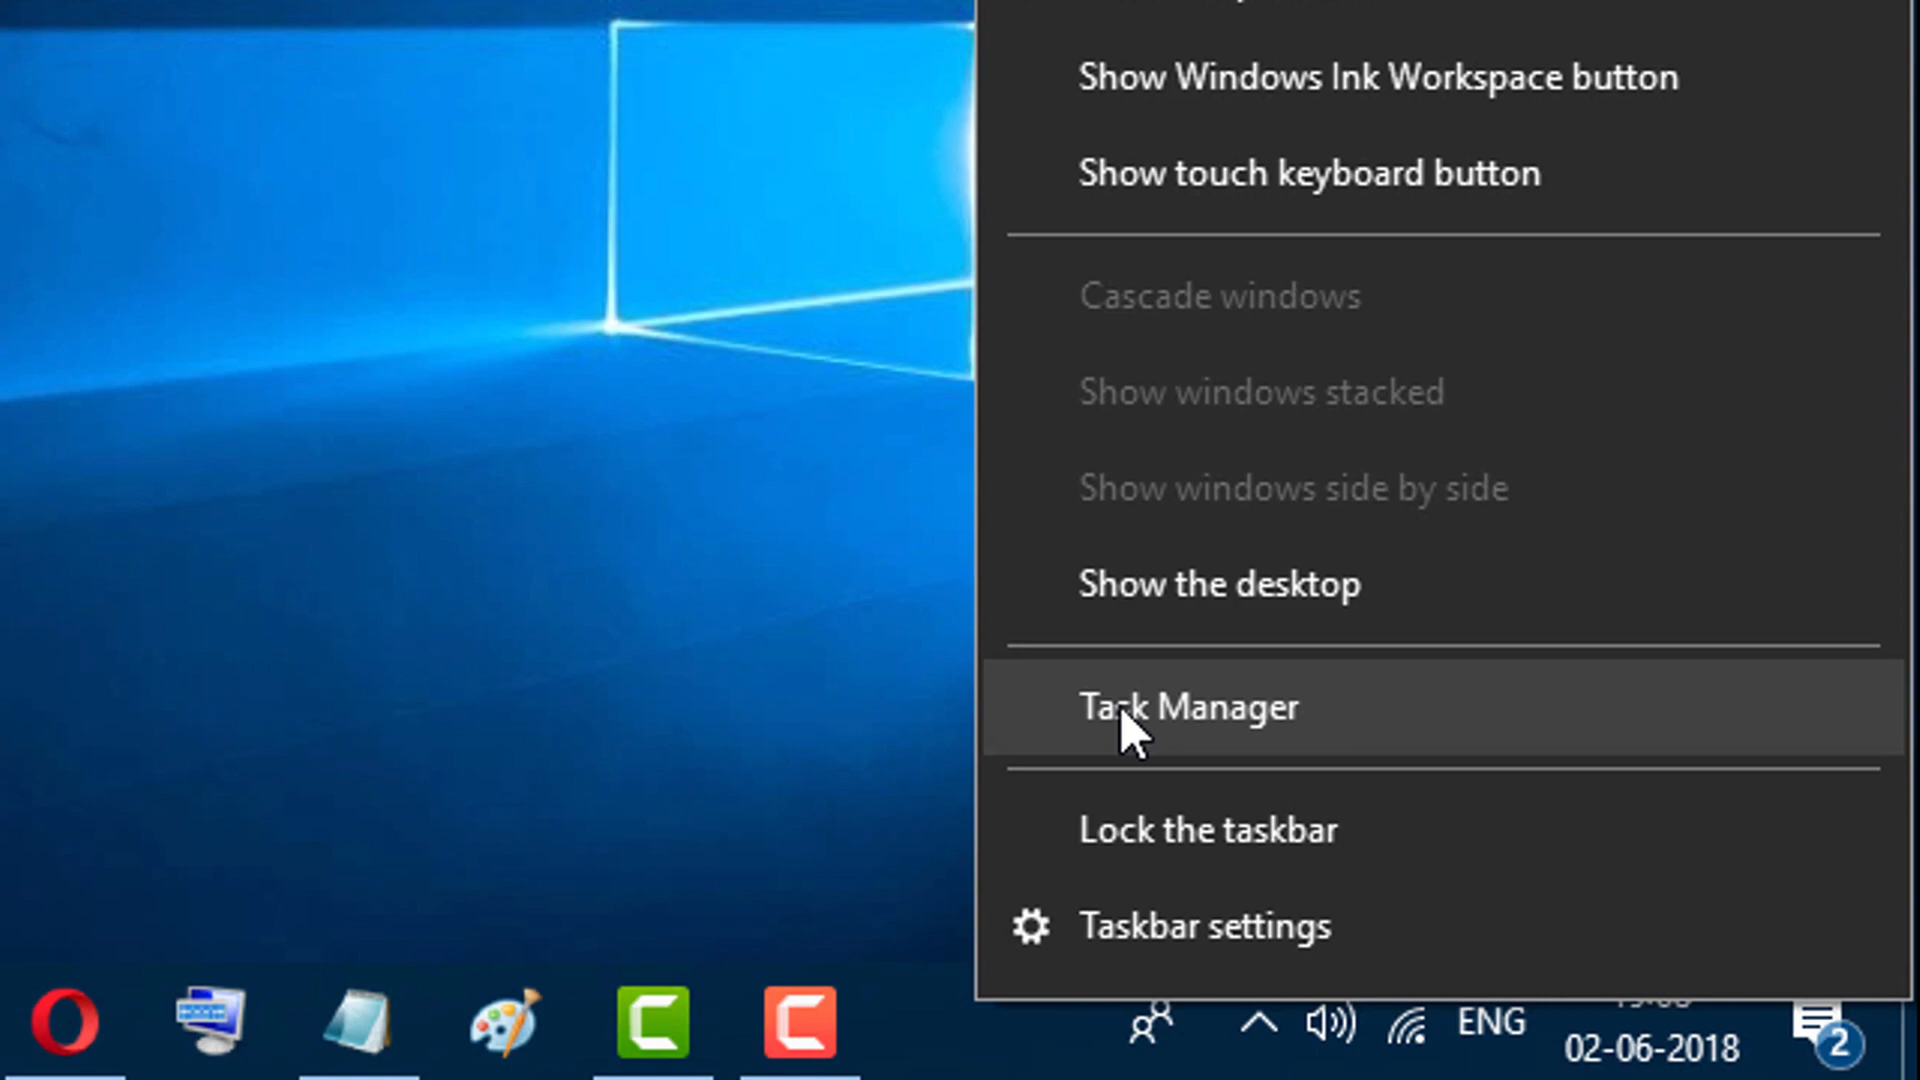 Show Windows Ink Workspace button
Show touch keyboard button
Cascade windows
Show windows stacked
Show windows side by side
Show the desktop
Task Manager
Lock the taskbar
Taskbar settings
ENG
02-06-2018
2